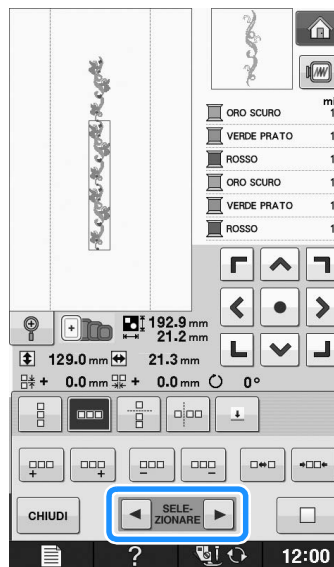 mi
ORO SCURO 1
VERDE PRATO 1
ROSSO 1
ORO SCURO 1
VERDE PRATO 1
ROSSO 1
192.9 mm
21.2 mm
129.0 mm 21.3 mm
+ 0.0 mm + 0.0 mm 0°
CHIUDI
SELE-
ZIONARE
? 12:00